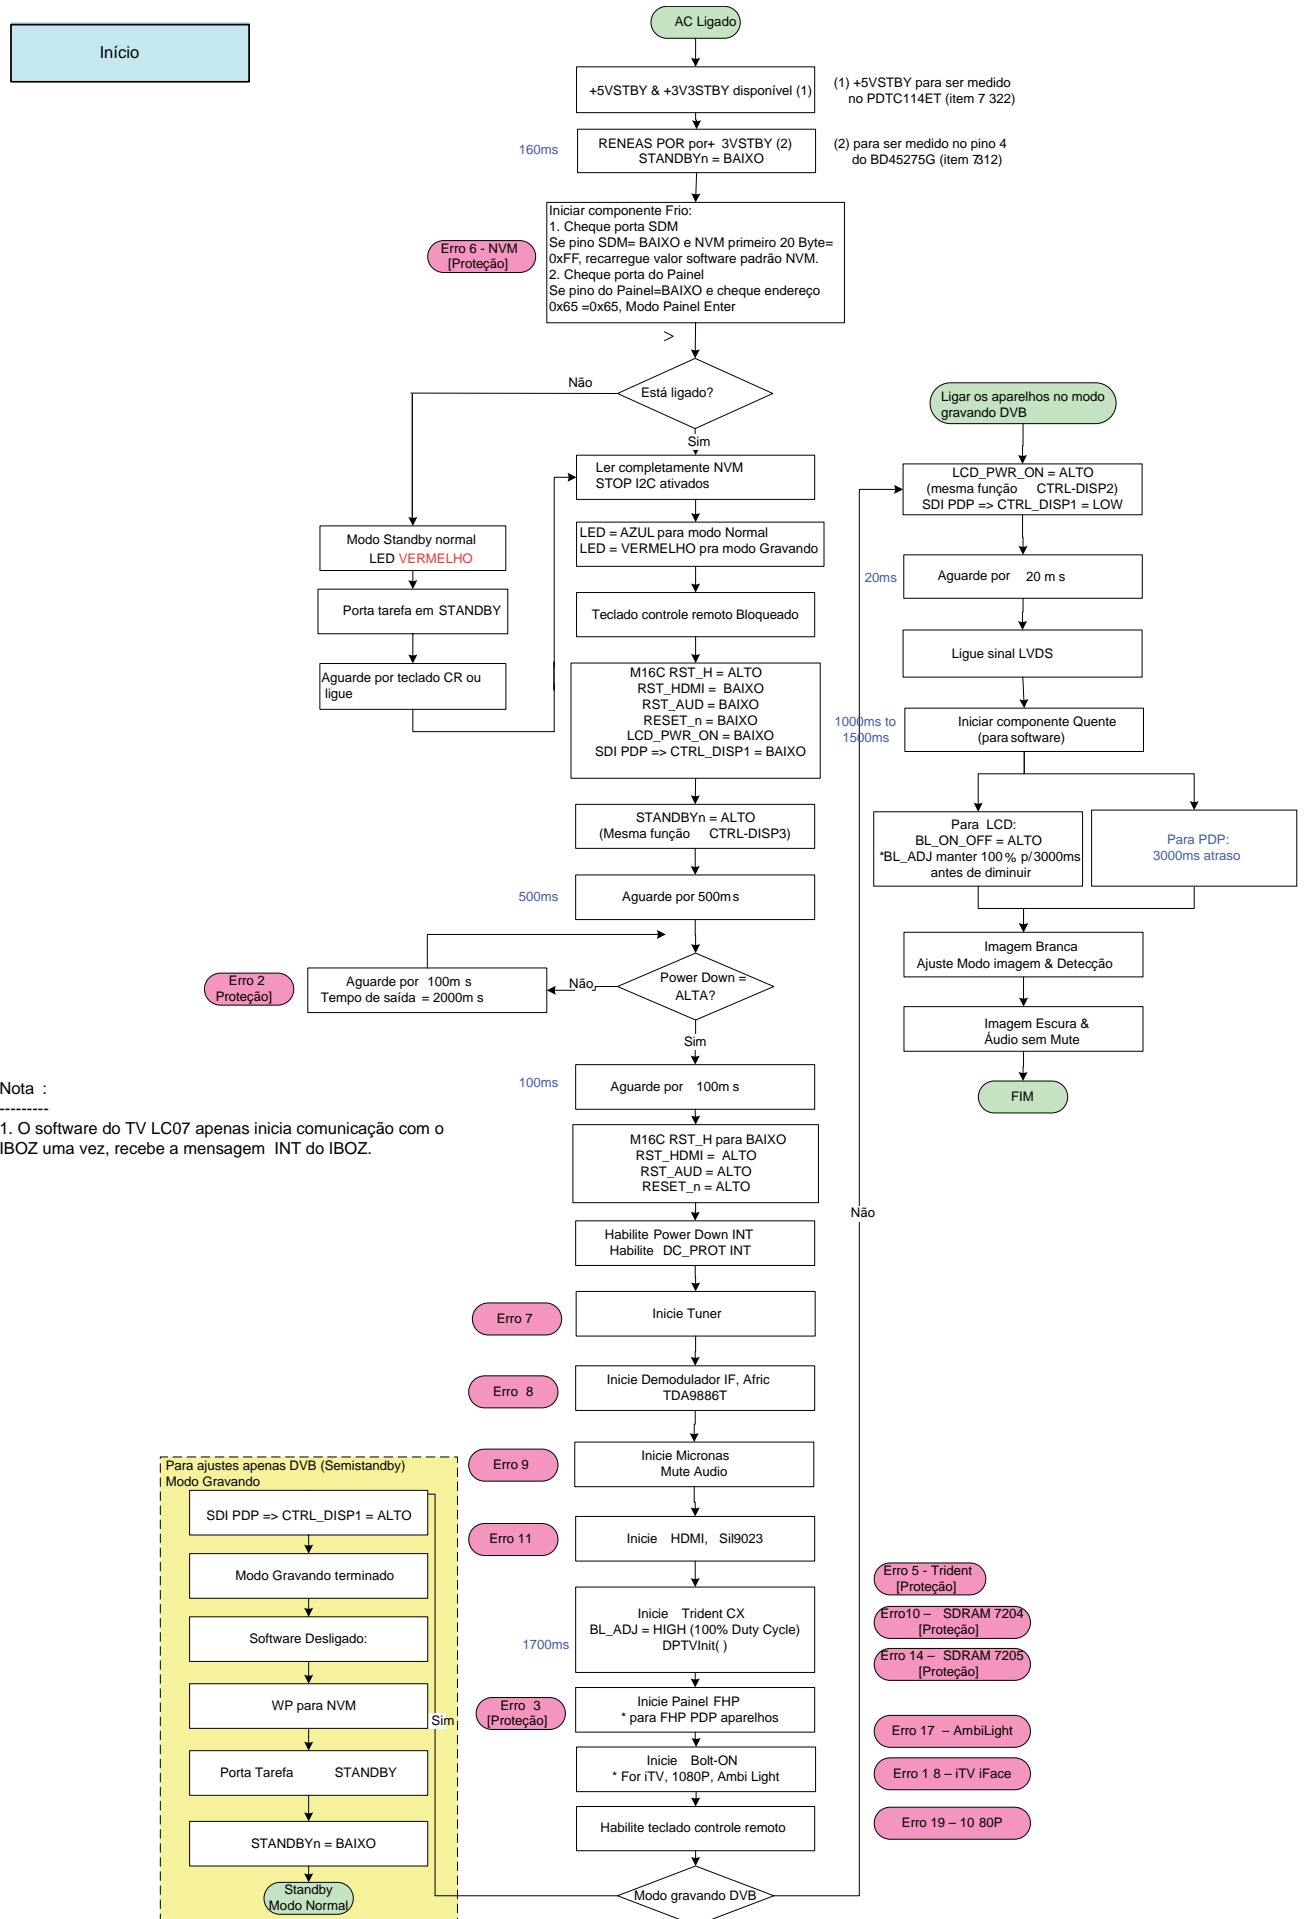 Início
AC Ligado
+5VSTBY & +3V3STBY disponível (1)
(1) +5VSTBY para ser medido
no PDTC114ET (item 7 322)
160ms
RENEAS POR por+ 3VSTBY (2)
STANDBYn = BAIXO
(2) para ser medido no pino 4
do BD45275G (item 7312)
Erro 6 - NVM
[Proteção]
Iniciar componente Frio:
1. Cheque porta SDM
Se pino SDM= BAIXO e NVM primeiro 20 Byte=
0xFF, recarregue valor software padrão NVM.
2. Cheque porta do Painel
Se pino do Painel=BAIXO e cheque endereço
0x65 =0x65, Modo Painel Enter
>
Está ligado?
Não
Sim
Modo Standby normal
LED VERMELHO
Porta tarefa em STANDBY
Aguarde por teclado CR ou
ligue
Ler completamente NVM
STOP I2C ativados
LED = AZUL para modo Normal
LED = VERMELHO pra modo Gravando
Teclado controle remoto Bloqueado
M16C RST_H = ALTO
RST_HDMI = BAIXO
RST_AUD = BAIXO
RESET_n = BAIXO
LCD_PWR_ON = BAIXO
SDI PDP => CTRL_DISP1 = BAIXO
STANDBYn = ALTO
(Mesma função CTRL-DISP3)
500ms
Aguarde por 500m s
Erro 2
Proteção]
Aguarde por 100m s
Tempo de saída = 2000m s
Não
Power Down =
ALTA?
Sim
100ms
Aguarde por 100m s
Nota :
---------
1. O software do TV LC07 apenas inicia comunicação com o
IBOZ uma vez, recebe a mensagem INT do IBOZ.
M16C RST_H para BAIXO
RST_HDMI = ALTO
RST_AUD = ALTO
RESET_n = ALTO
Habilite Power Down INT
Habilite DC_PROT INT
Erro 7
Inicie Tuner
Erro 8
Inicie Demodulador IF, Afric
TDA9886T
Erro 9
Inicie Micronas
Mute Audio
Erro 11
Inicie HDMI, Sil9023
1700ms
Inicie Trident CX
BL_ADJ = HIGH (100% Duty Cycle)
DPTVInit( )
Erro 5 - Trident
[Proteção]
Erro10 – SDRAM 7204
[Proteção]
Erro 14 – SDRAM 7205
[Proteção]
Erro 3
[Proteção]
Inicie Painel FHP
* para FHP PDP aparelhos
Erro 17 – AmbiLight
Inicie Bolt-ON
* For iTV, 1080P, Ambi Light
Erro 1 8 – iTV iFace
Habilite teclado controle remoto
Erro 19 – 10 80P
Modo gravando DVB
Sim
Não
Para ajustes apenas DVB (Semistandby)
Modo Gravando
SDI PDP => CTRL_DISP1 = ALTO
Modo Gravando terminado
Software Desligado:
WP para NVM
Porta Tarefa STANDBY
STANDBYn = BAIXO
Standby
Modo Normal
Ligar os aparelhos no modo
gravando DVB
LCD_PWR_ON = ALTO
(mesma função CTRL-DISP2)
SDI PDP => CTRL_DISP1 = LOW
20ms
Aguarde por 20 m s
Ligue sinal LVDS
1000ms to
1500ms
Iniciar componente Quente
(para software)
Para LCD:
BL_ON_OFF = ALTO
*BL_ADJ manter 100% p/3000ms
antes de diminuir
Para PDP:
3000ms atraso
Imagem Branca
Ajuste Modo imagem & Detecção
Imagem Escura &
Áudio sem Mute
FIM